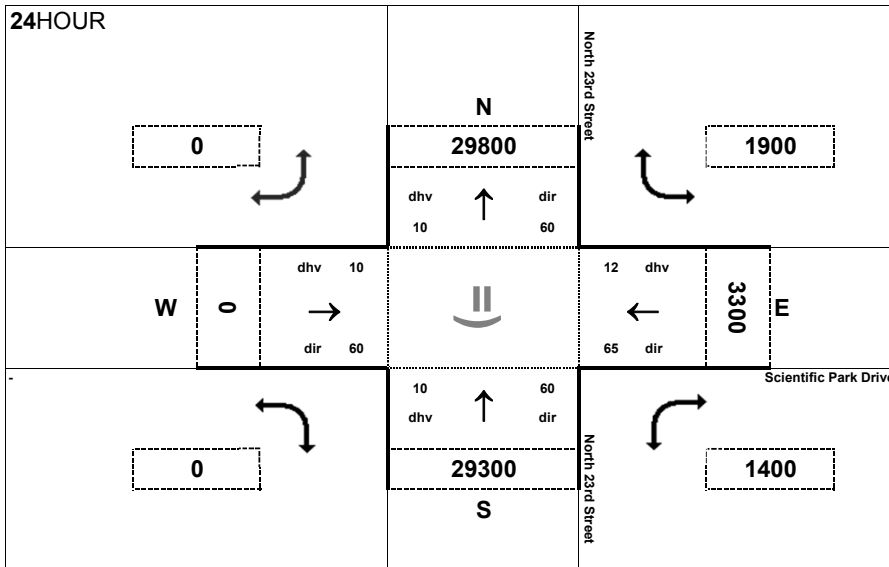 24HOUR
North 23rd Street
N
0
29800
1900
dhv dir
10 60
dhv 10
12 dhv
W
0
3300
E
dir 60
65 dir
-
Scientific Park Drive
10 60
dhv dir
North 23rd Street
0
29300
1400
S